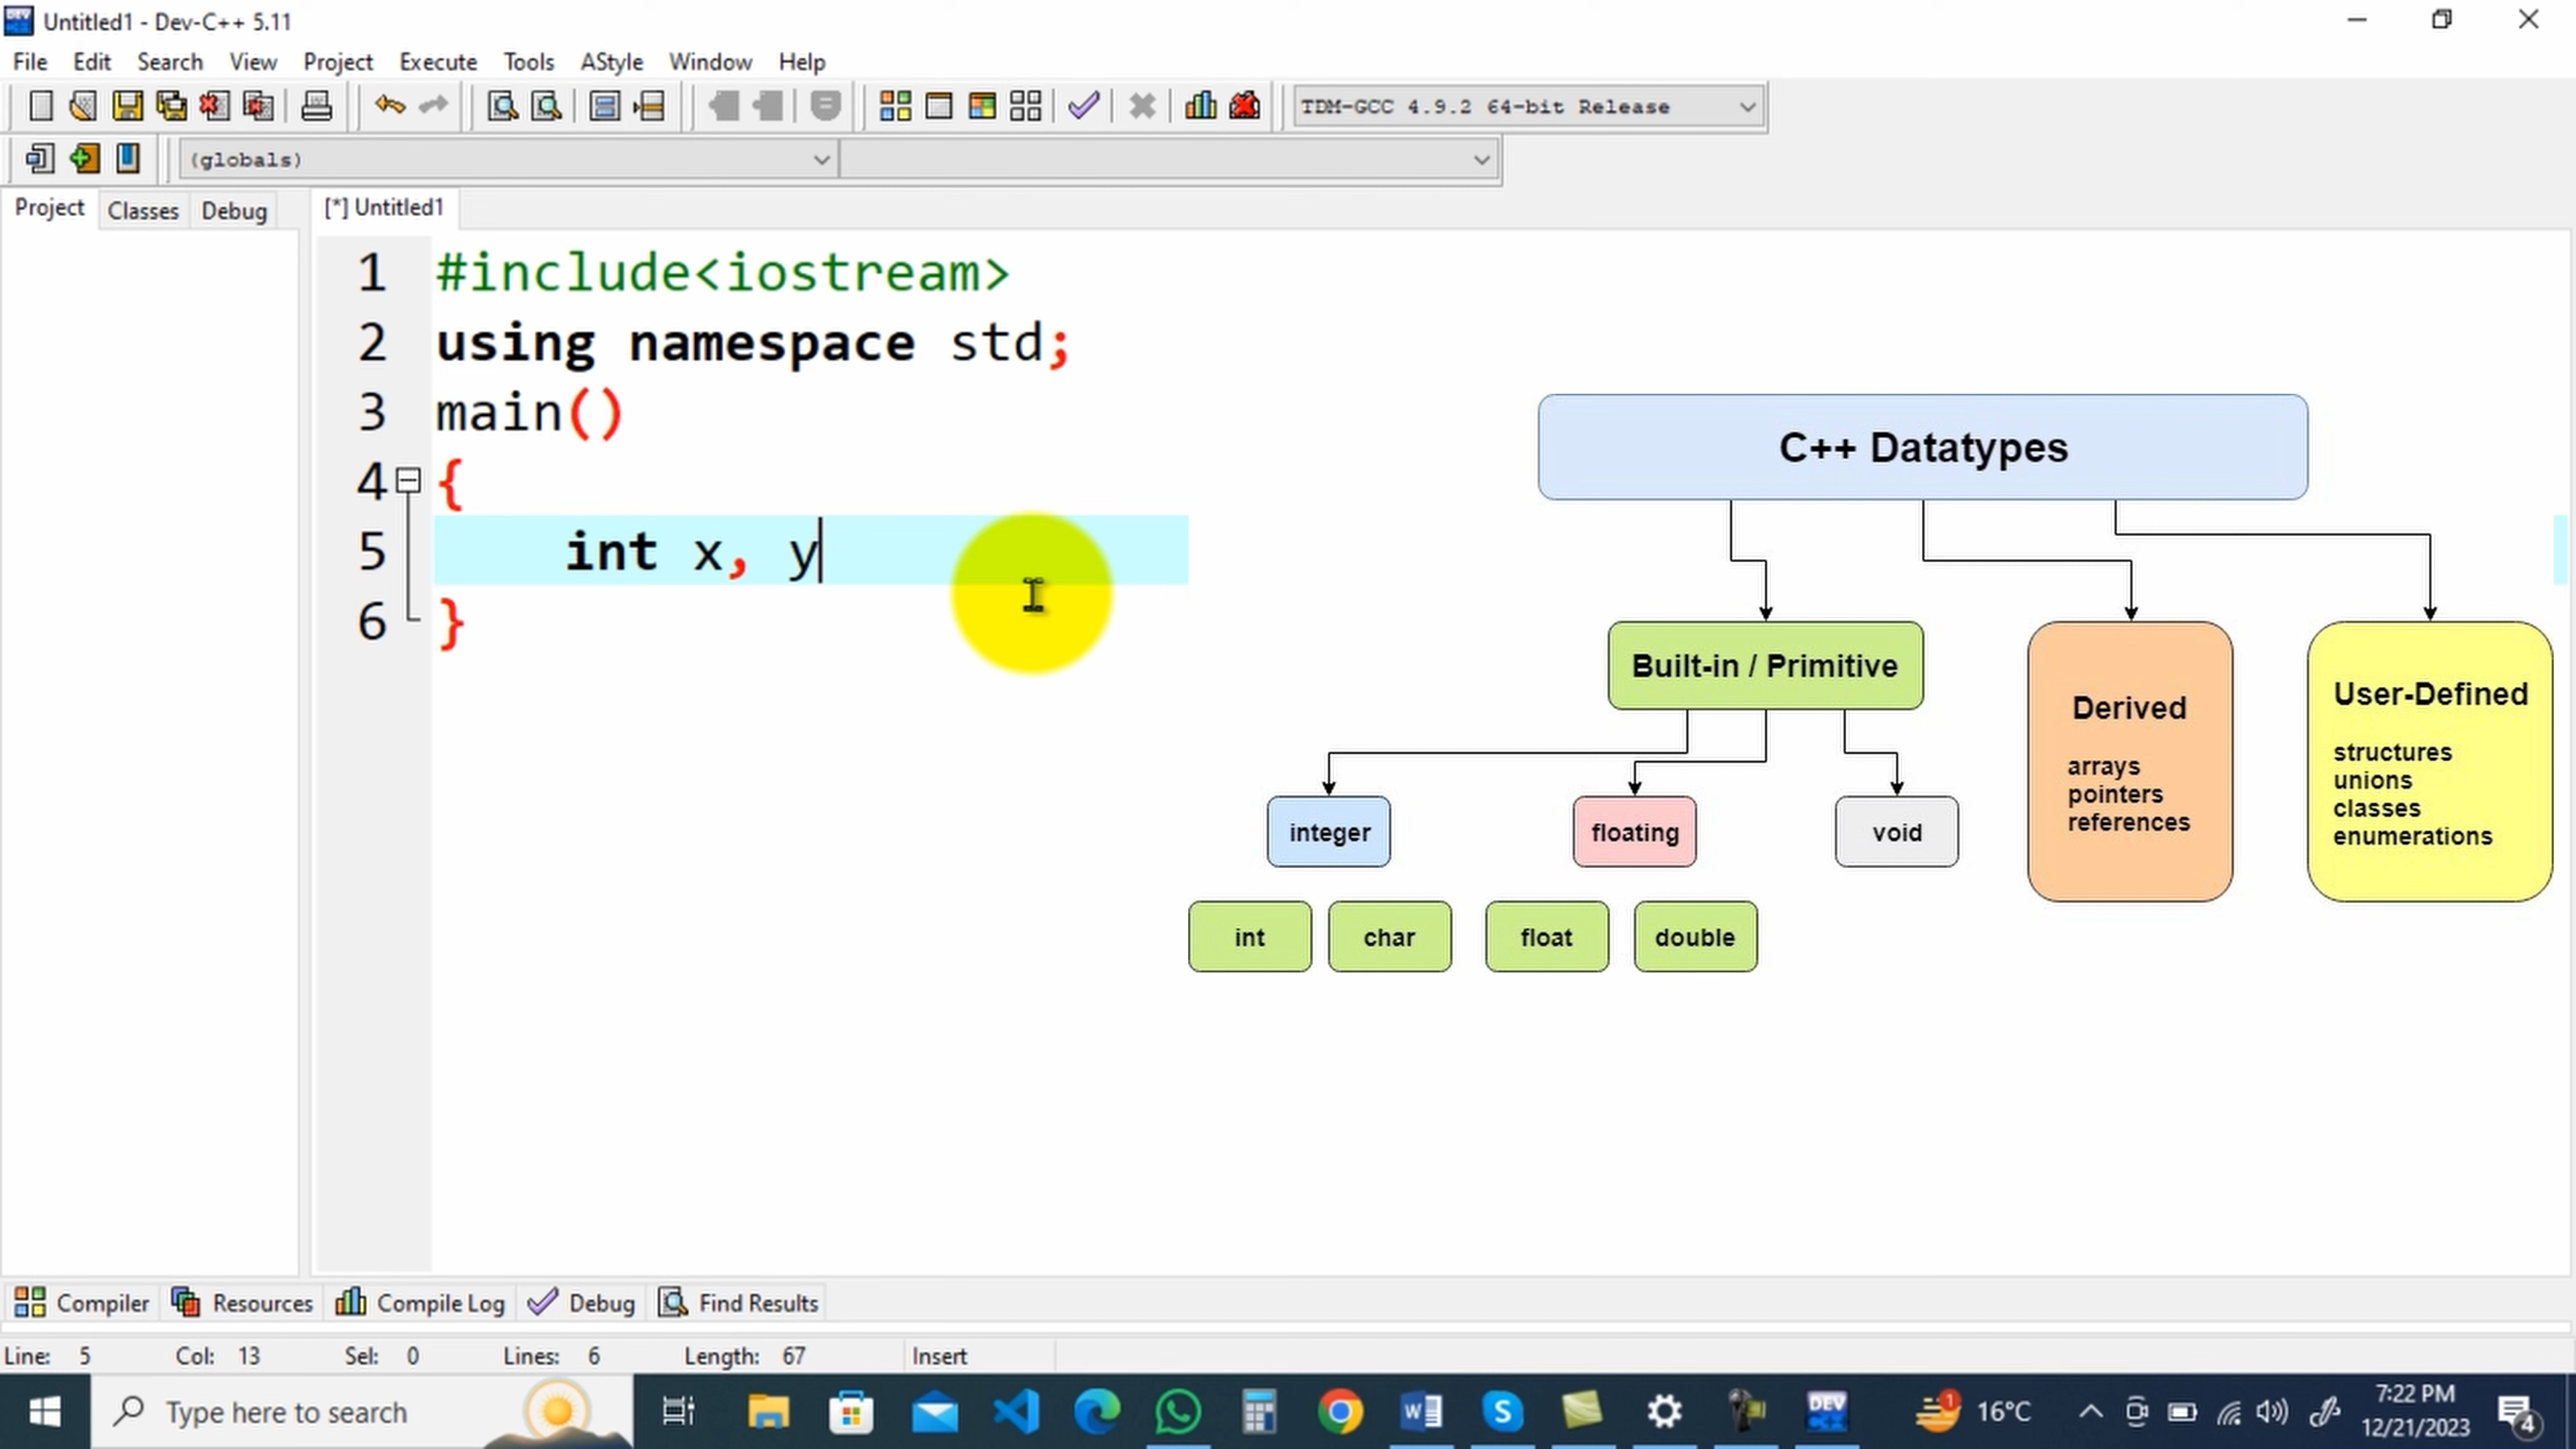 Untitled1 - Dev-C++ 5.11
File Edit Search View Project Execute Tools AStyle Window Help
TDM-GCC 4.9.2 64-bit Release
(globals)
Project Classes Debug [*] Untitled1
1 #include<iostream>
2 using namespace std;
3 main()
4 {
5 int x, y
6 }
C++ Datatypes
Built-in / Primitive
integer
floating
void
int
char
float
double
Derived
arrays
pointers
references
User-Defined
structures
unions
classes
enumerations
Compiler Resources Compile Log Debug Find Results
Line: 5 Col: 13 Sel: 0 Lines: 6 Length: 67 Insert
Type here to search
DEV
1
16°C
7:22 PM
12/21/2023
4